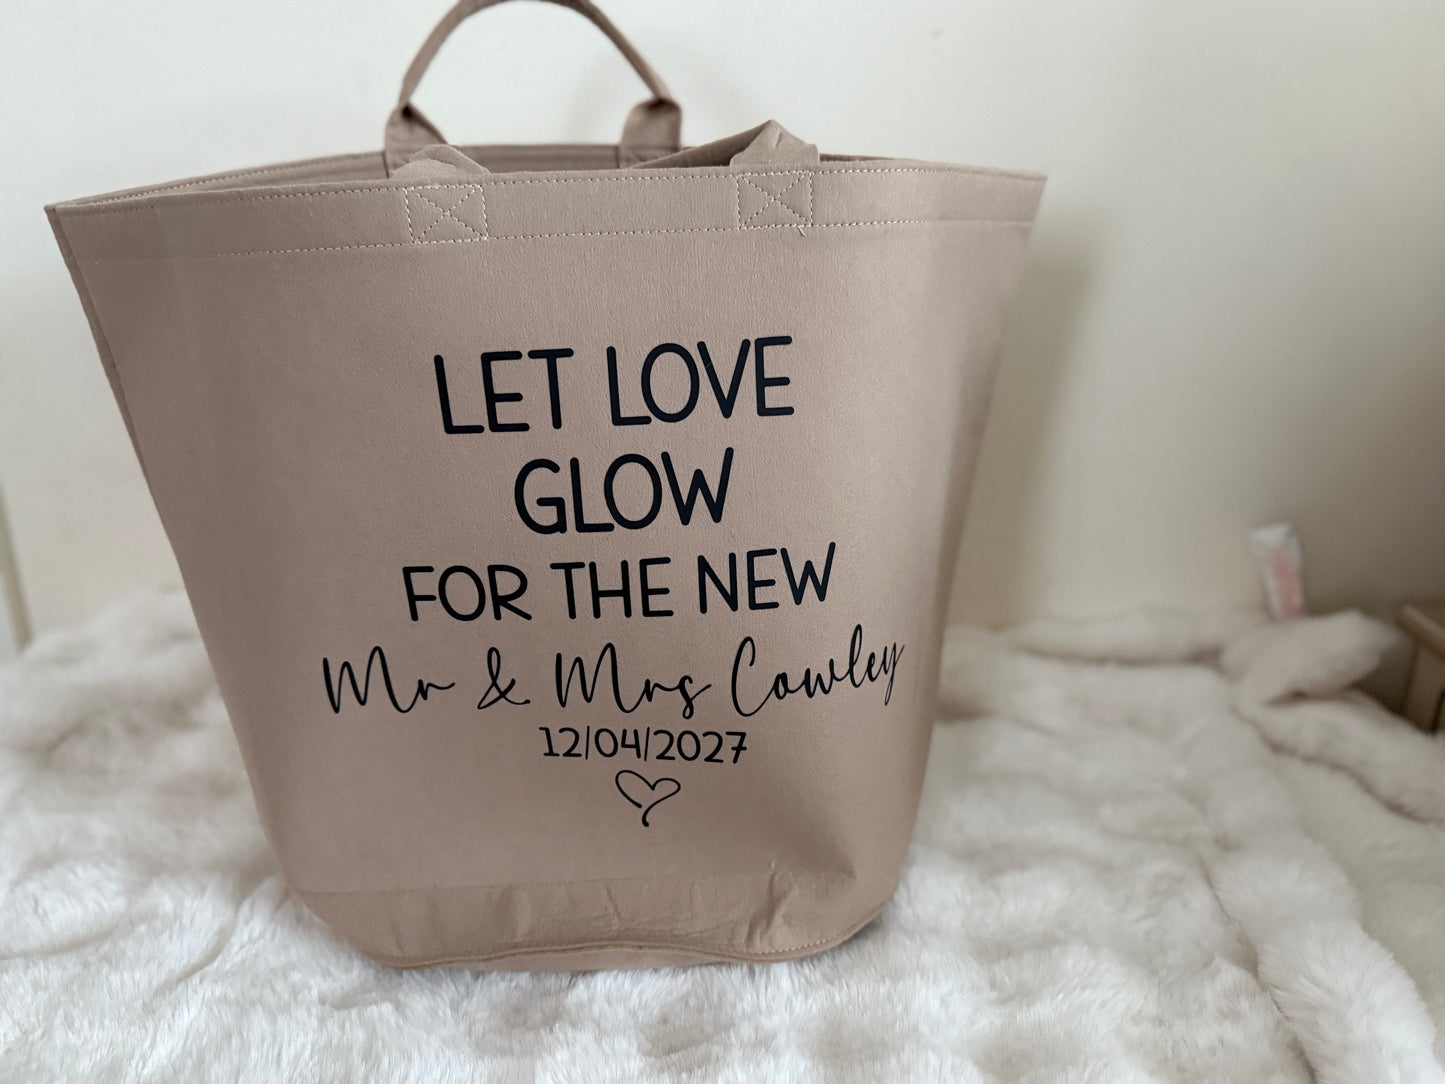 LET LOVE
GLOW
FOR THE NEW
Mr & Mrs Cowley
12/04/2027